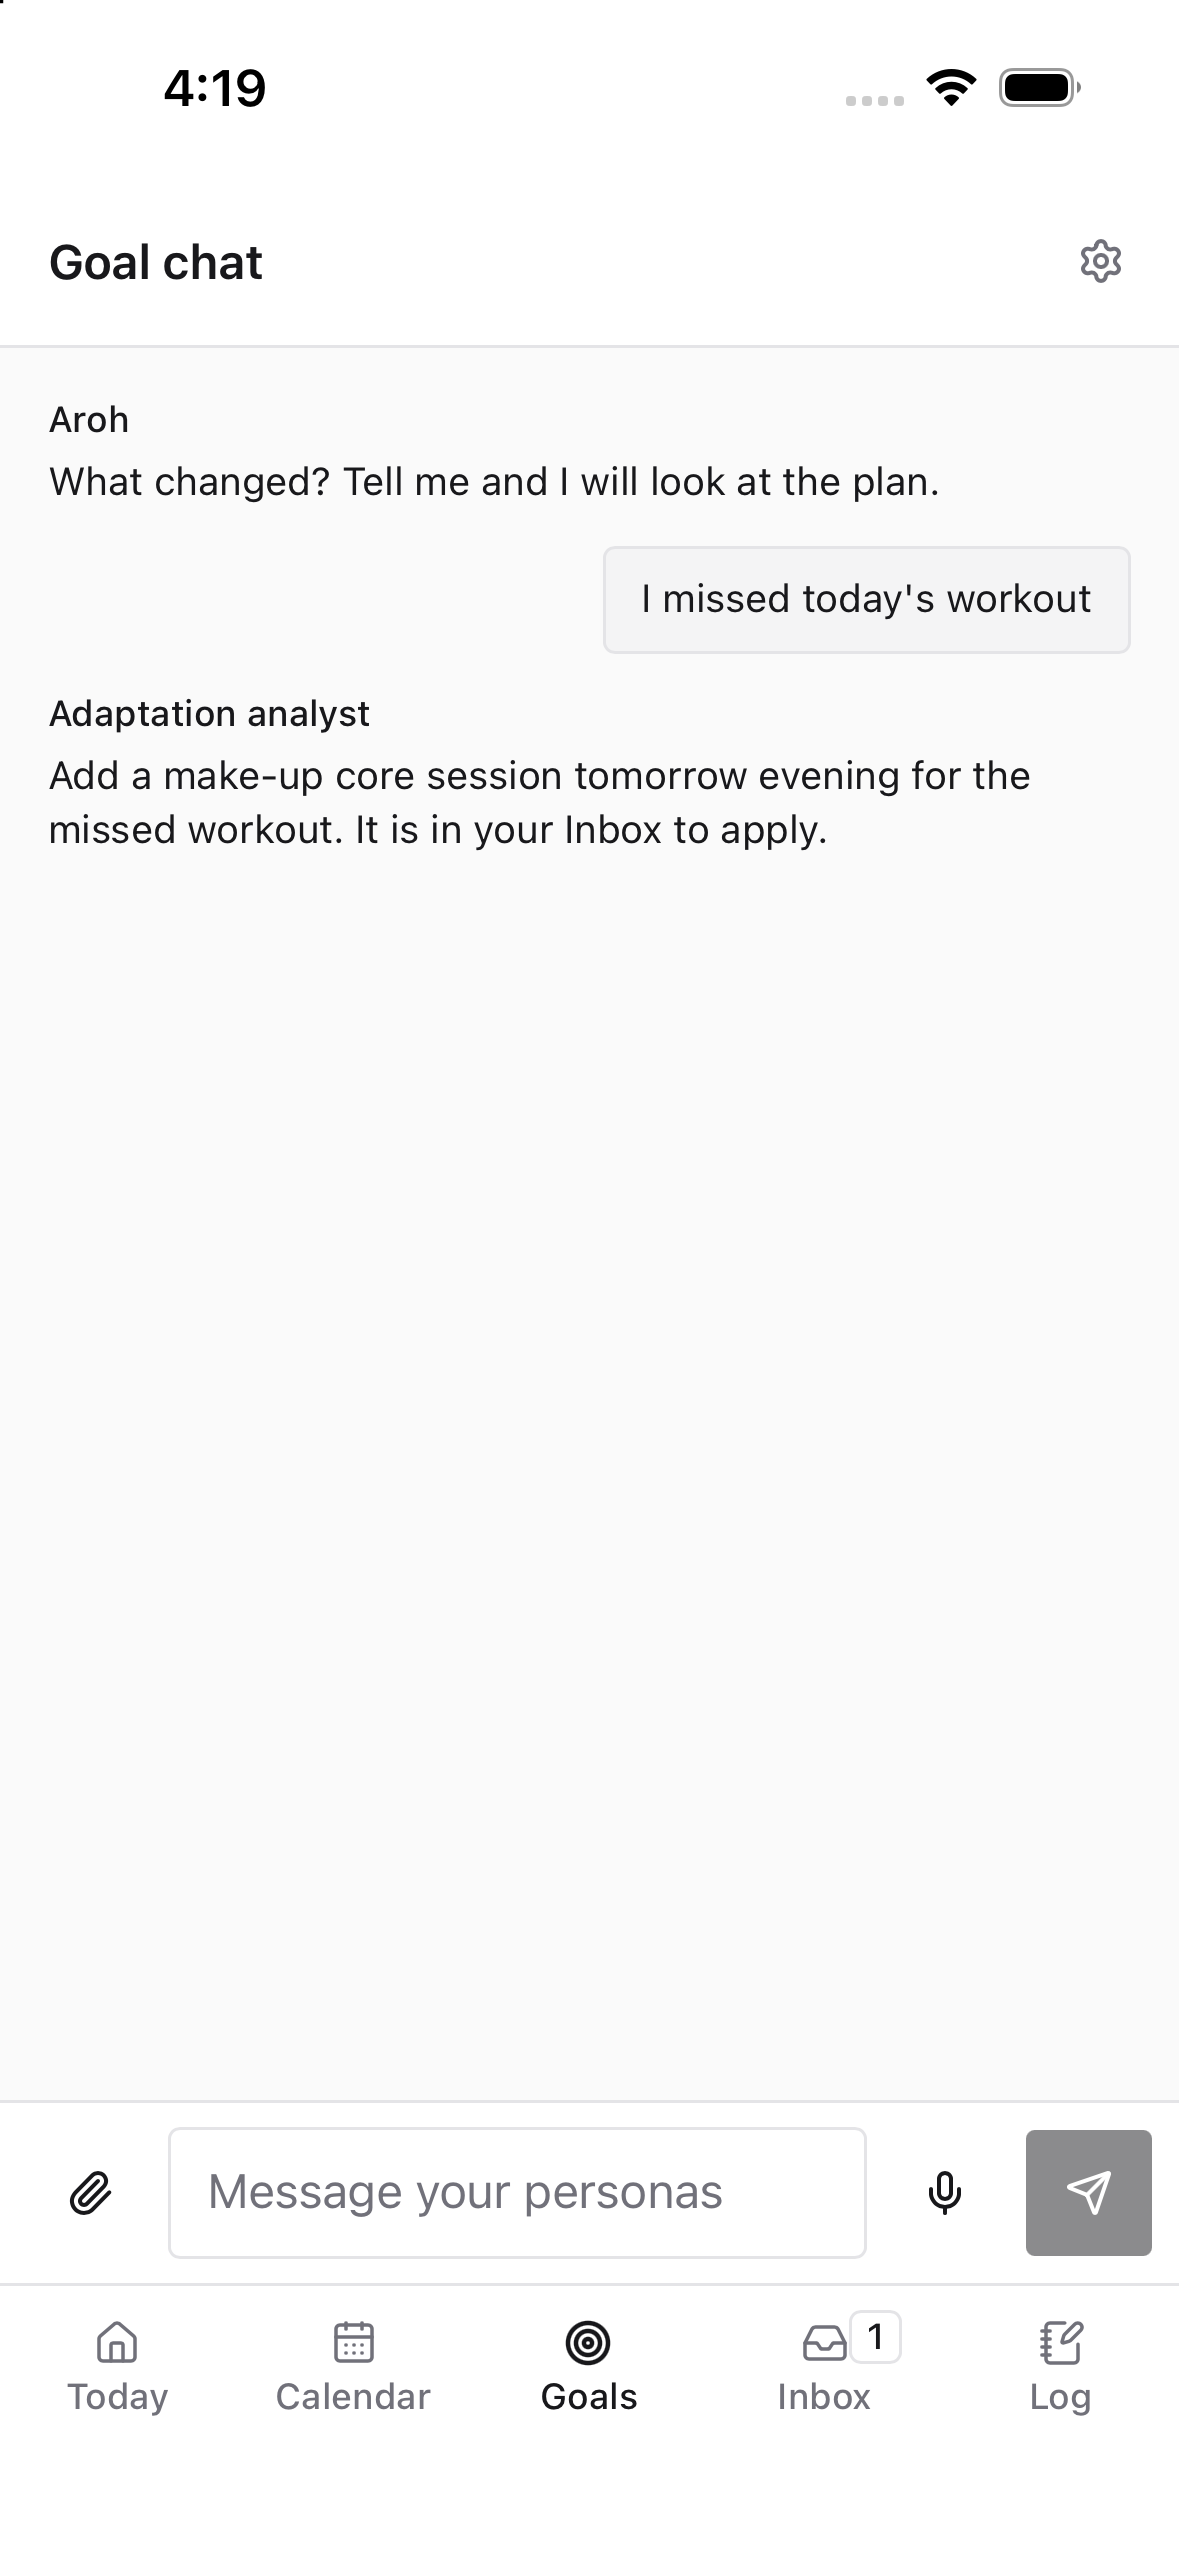 4:19
Goal chat
Aroh
What changed? Tell me and I will look at the plan.
I missed today's workout
Adaptation analyst
Add a make-up core session tomorrow evening for the
missed workout. It is in your Inbox to apply.
Message your personas
1
Today
Calendar
Goals
Inbox
Log